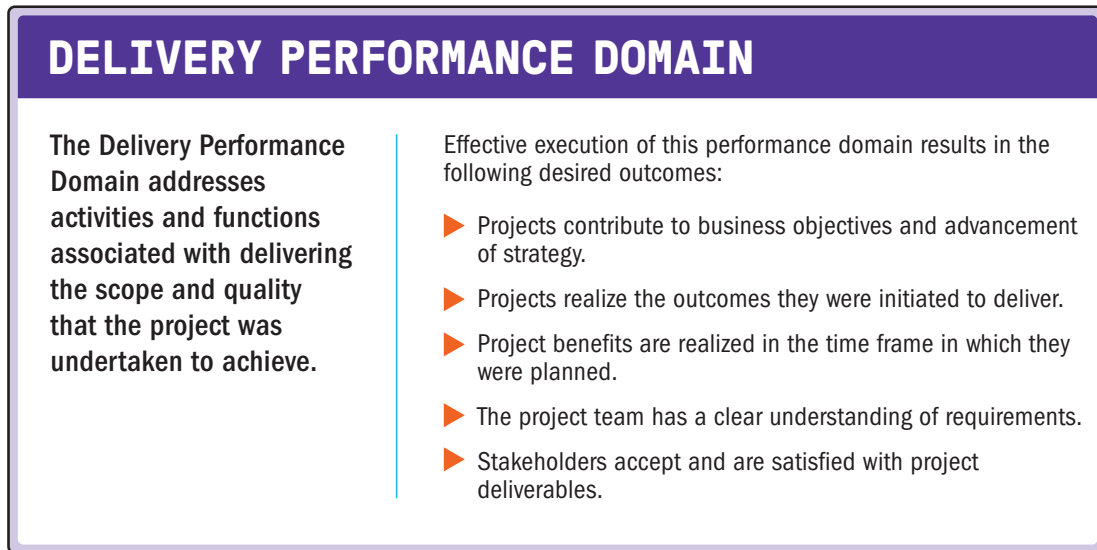 DELIVERY PERFORMANCE DOMAIN
The Delivery Performance
Domain addresses
activities and functions
associated with delivering
the scope and quality
that the project was
undertaken to achieve.
Effective execution of this performance domain results in the
following desired outcomes:
Projects contribute to business objectives and advancement
of strategy.
Projects realize the outcomes they were initiated to deliver.
Project benefits are realized in the time frame in which they
were planned.
The project team has a clear understanding of requirements.
Stakeholders accept and are satisfied with project
deliverables.